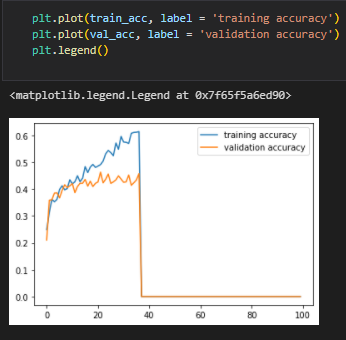 plt.plot(train_acc, label = 'training accuracy')
plt.plot(val_acc, label = 'validation accuracy')
plt.legend()
<matplotlib.legend.Legend at 0x7f65f5a6ed90>
training accuracy
validation accuracy
0.6
0.5
0.4
0.3
0.2
0.1
0.0
0 20 40 60 80 100